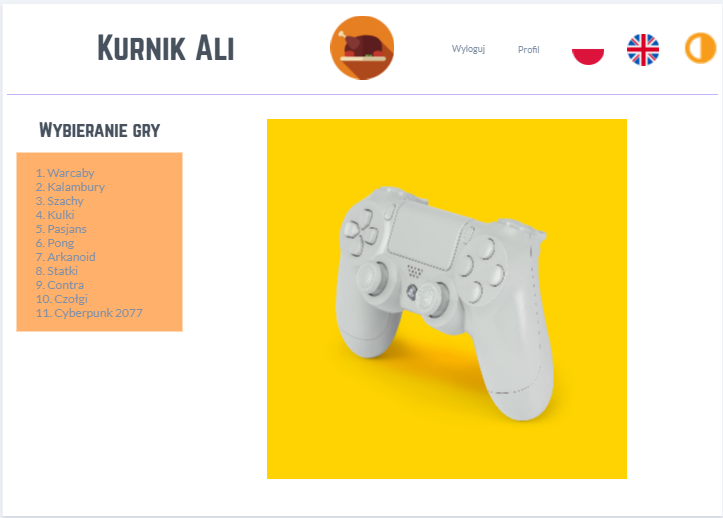 Kurnik Ali
Wyloguj
Profil
Wybieranie gry
1. Warcaby
2. Kalambury
3. Szachy
4. Kulki
5. Pasjans
6. Pong
7. Arkanoid
8. Statki
9. Contra
10. Czołgi
11. Cyberpunk 2077